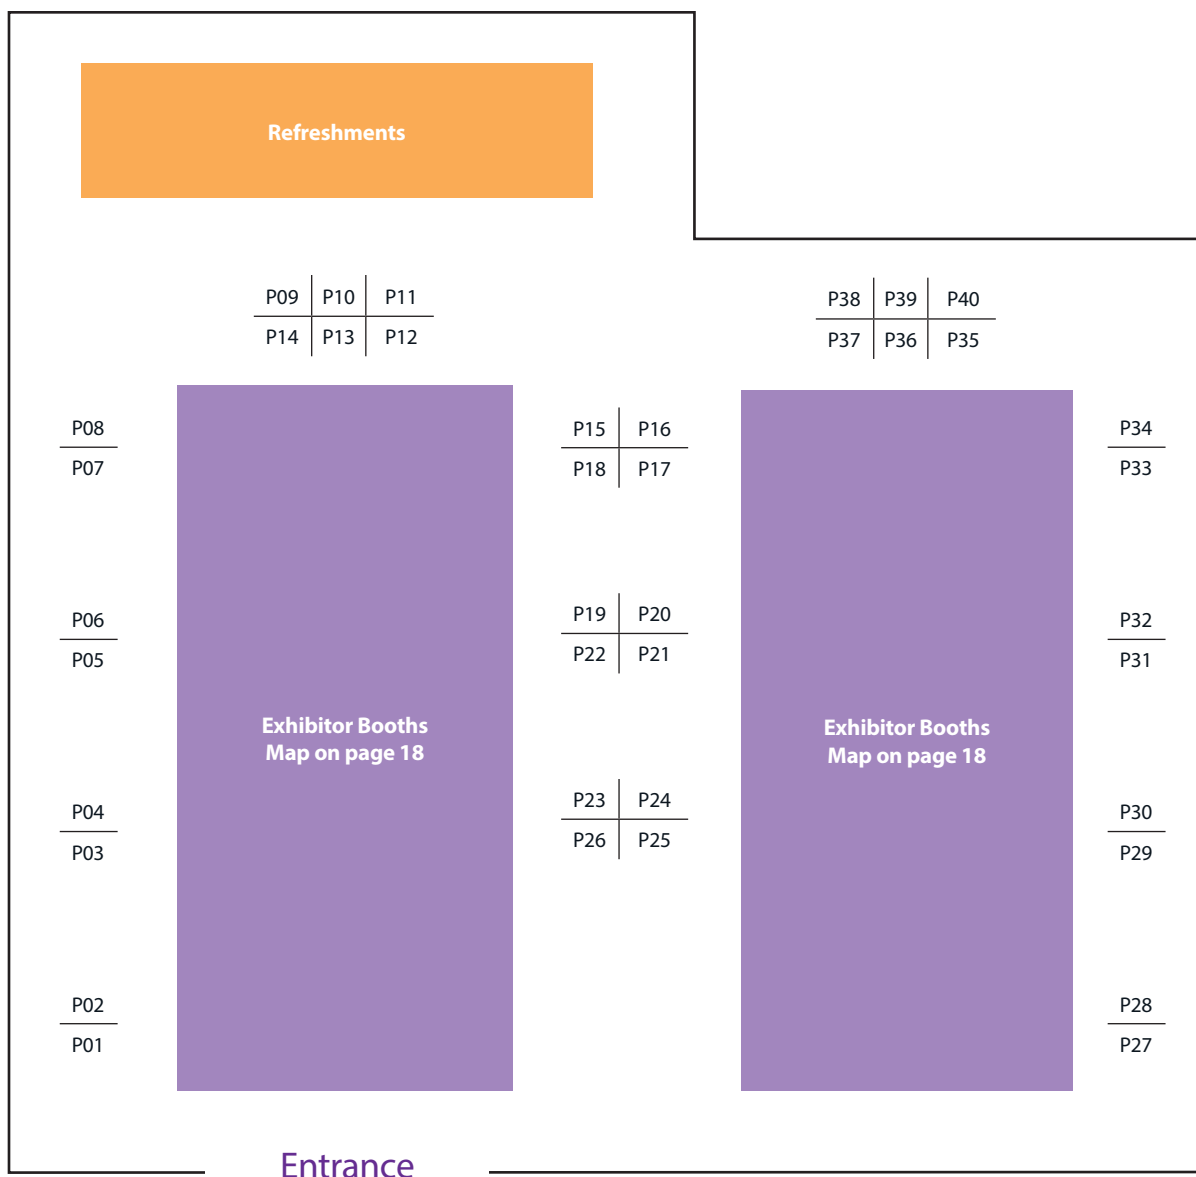 Refreshments
P09 P10 P11
P14 P13 P12
P38 P39 P40
P37 P36 P35
P08
P07
P15 P16
P18 P17
P34
P33
P06
P05
P19 P20
P22 P21
P32
P31
Exhibitor Booths
Map on page 18
Exhibitor Booths
Map on page 18
P04
P03
P23 P24
P26 P25
P30
P29
P02
P01
P28
P27
Entrance